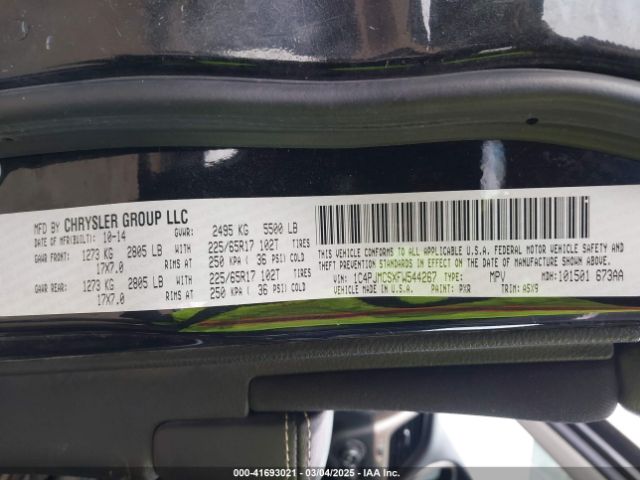 MFD BY CHRYSLER GROUP LLC
DATE OF MFR(BUILT): 10-14 GVWR: 2495 KG 5500 LB
GAWR FRONT: 1273 KG 2805 LB WITH 225/65R17 102T TIRES
17X7.0 RIMS AT 250 KPA ( 36 PSI) COLD
GAWR REAR: 1273 KG 2805 LB WITH 225/65R17 102T TIRES
17X7.0 RIMS AT 250 KPA ( 36 PSI) COLD
THIS VEHICLE CONFORMS TO ALL APPLICABLE U.S.A. FEDERAL MOTOR VEHICLE SAFETY
AND THEFT PREVENTION STANDARDS IN EFFECT ON THE DATE OF MANUFACTURE SHOWN ABOVE.
VIN: 1C4PJMCSXFW544267 TYPE: MPV MDH: 101501 673AA
VEHICLE MADE IN U.S.A. PAINT: PXR TRIM: A5X9
00-41693021 - 03/04/2025 - IAA Inc.